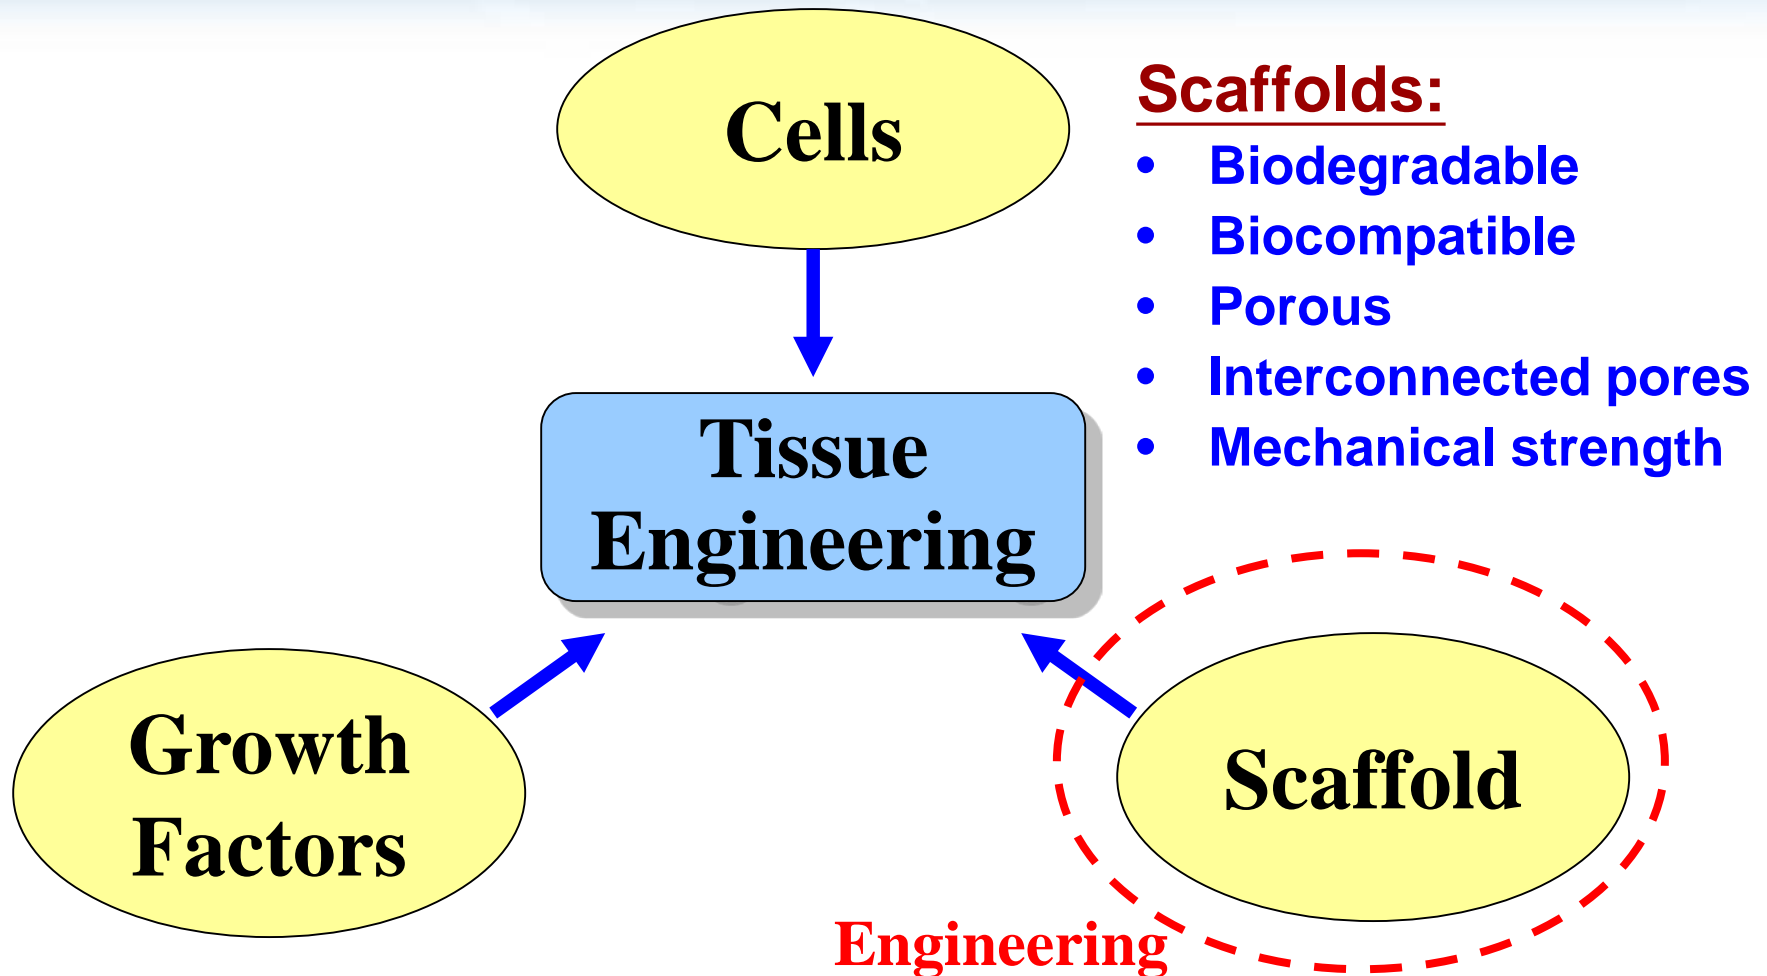 Cells
Scaffolds:
• Biodegradable
• Biocompatible
• Porous
• Interconnected pores
• Mechanical strength
Tissue
Engineering
Growth
Factors
Scaffold
Engineering